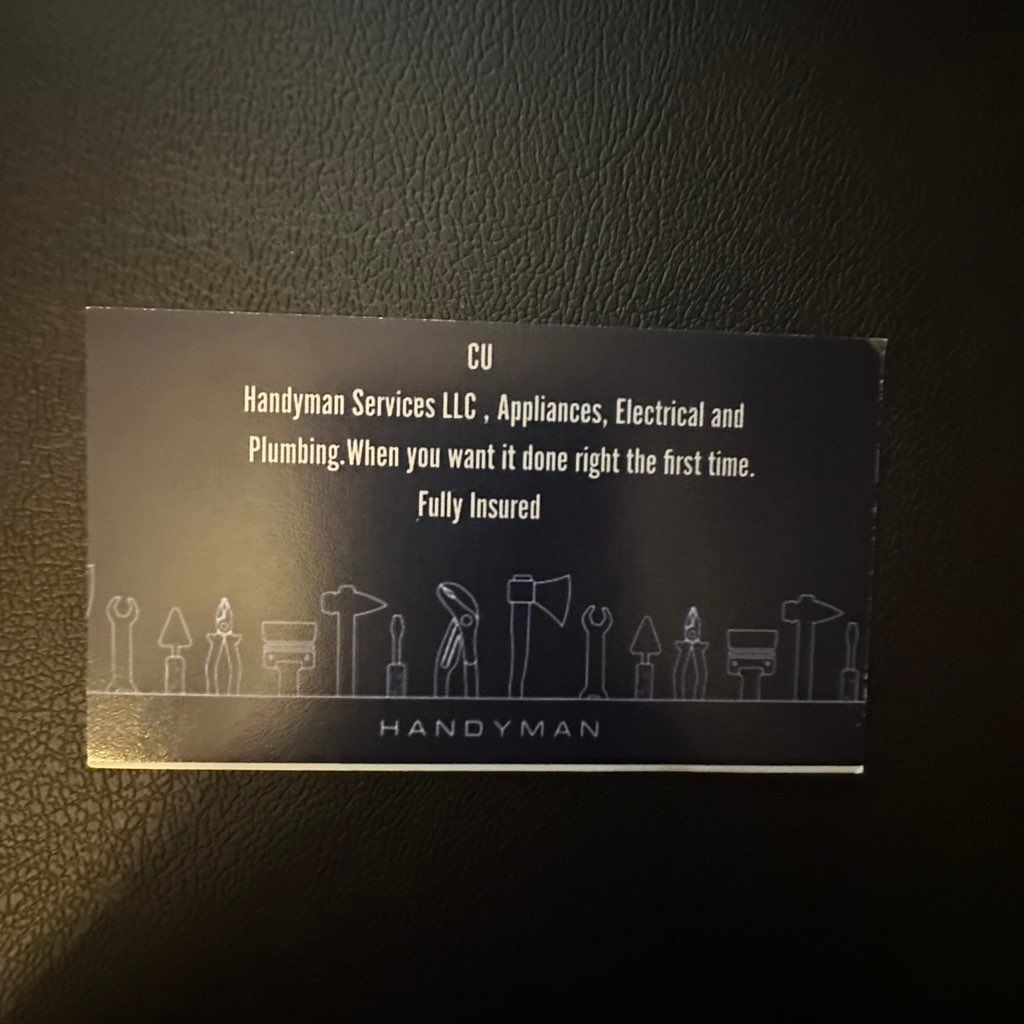 CU
Handyman Services LLC , Appliances, Electrical and
Plumbing.When you want it done right the first time.
Fully Insured
HANDYMAN